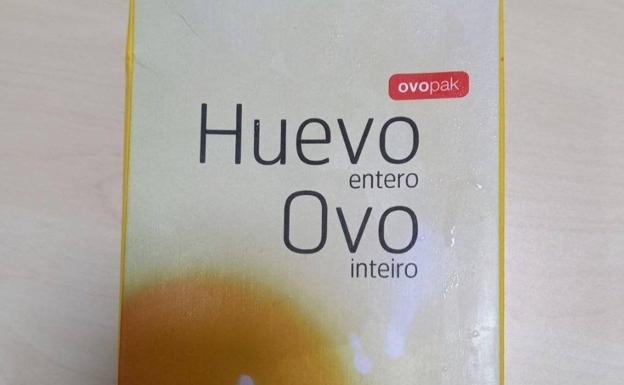 ovopak
Huevo
entero
Ovo
inteiro